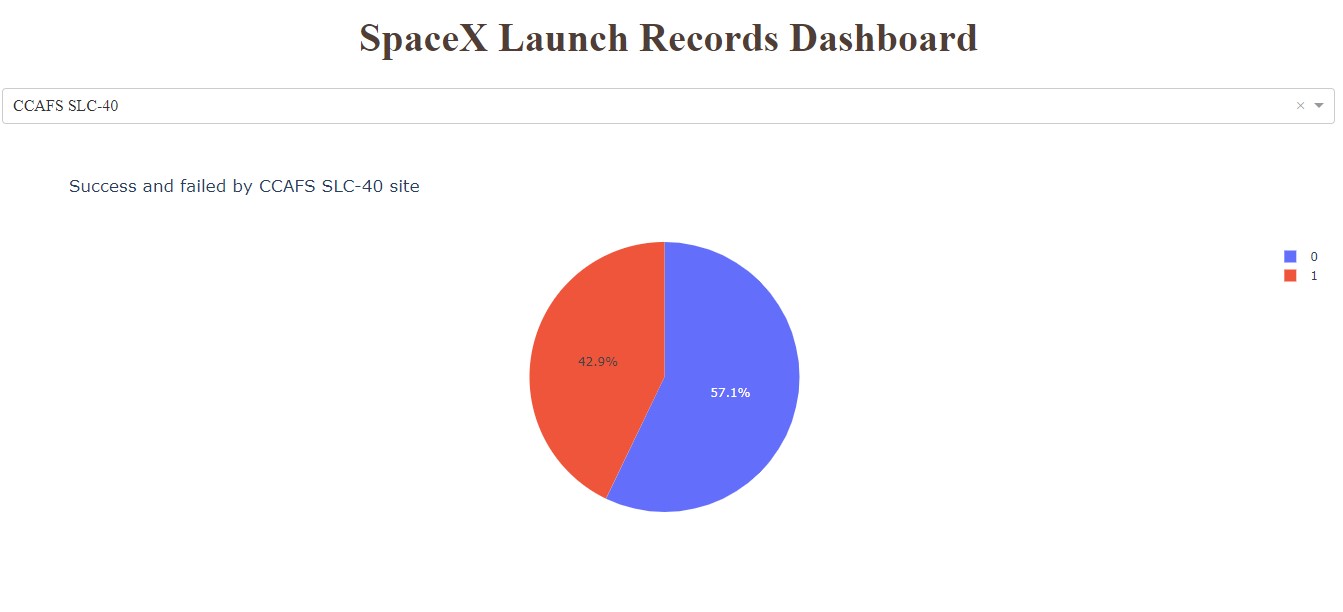 SpaceX Launch Records Dashboard
CCAFS SLC-40
Success and failed by CCAFS SLC-40 site
0
1
42.9%
57.1%